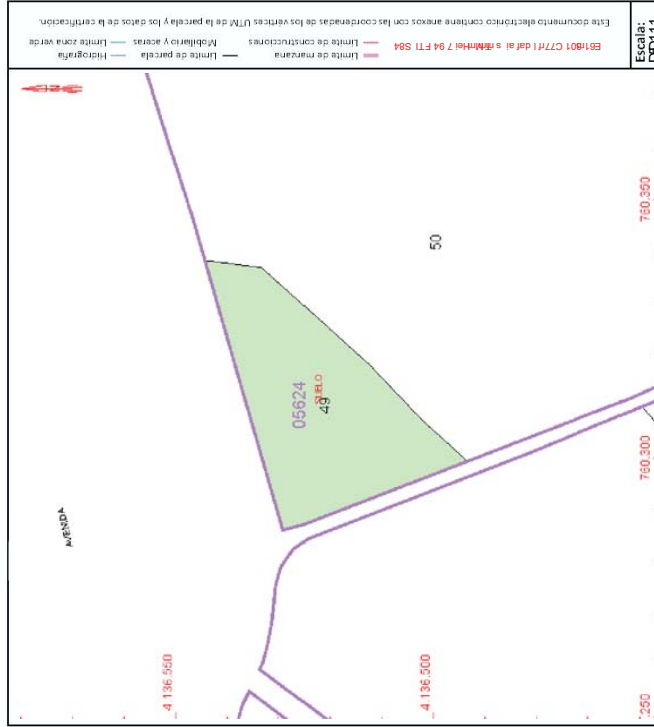 Este documento electrónico contiene anexos con las coordenadas de los vértices UTM de la parcela y los datos de la certificación.
Límite de manzana
Límite de construcciones
Límite de parcela
Mobiliario y aceras
Hidrografía
Límite zona verde
Escala:
AVENIDA
05624
49
SUELO
50
4.136.550
4.136.500
760.350
760.300
250